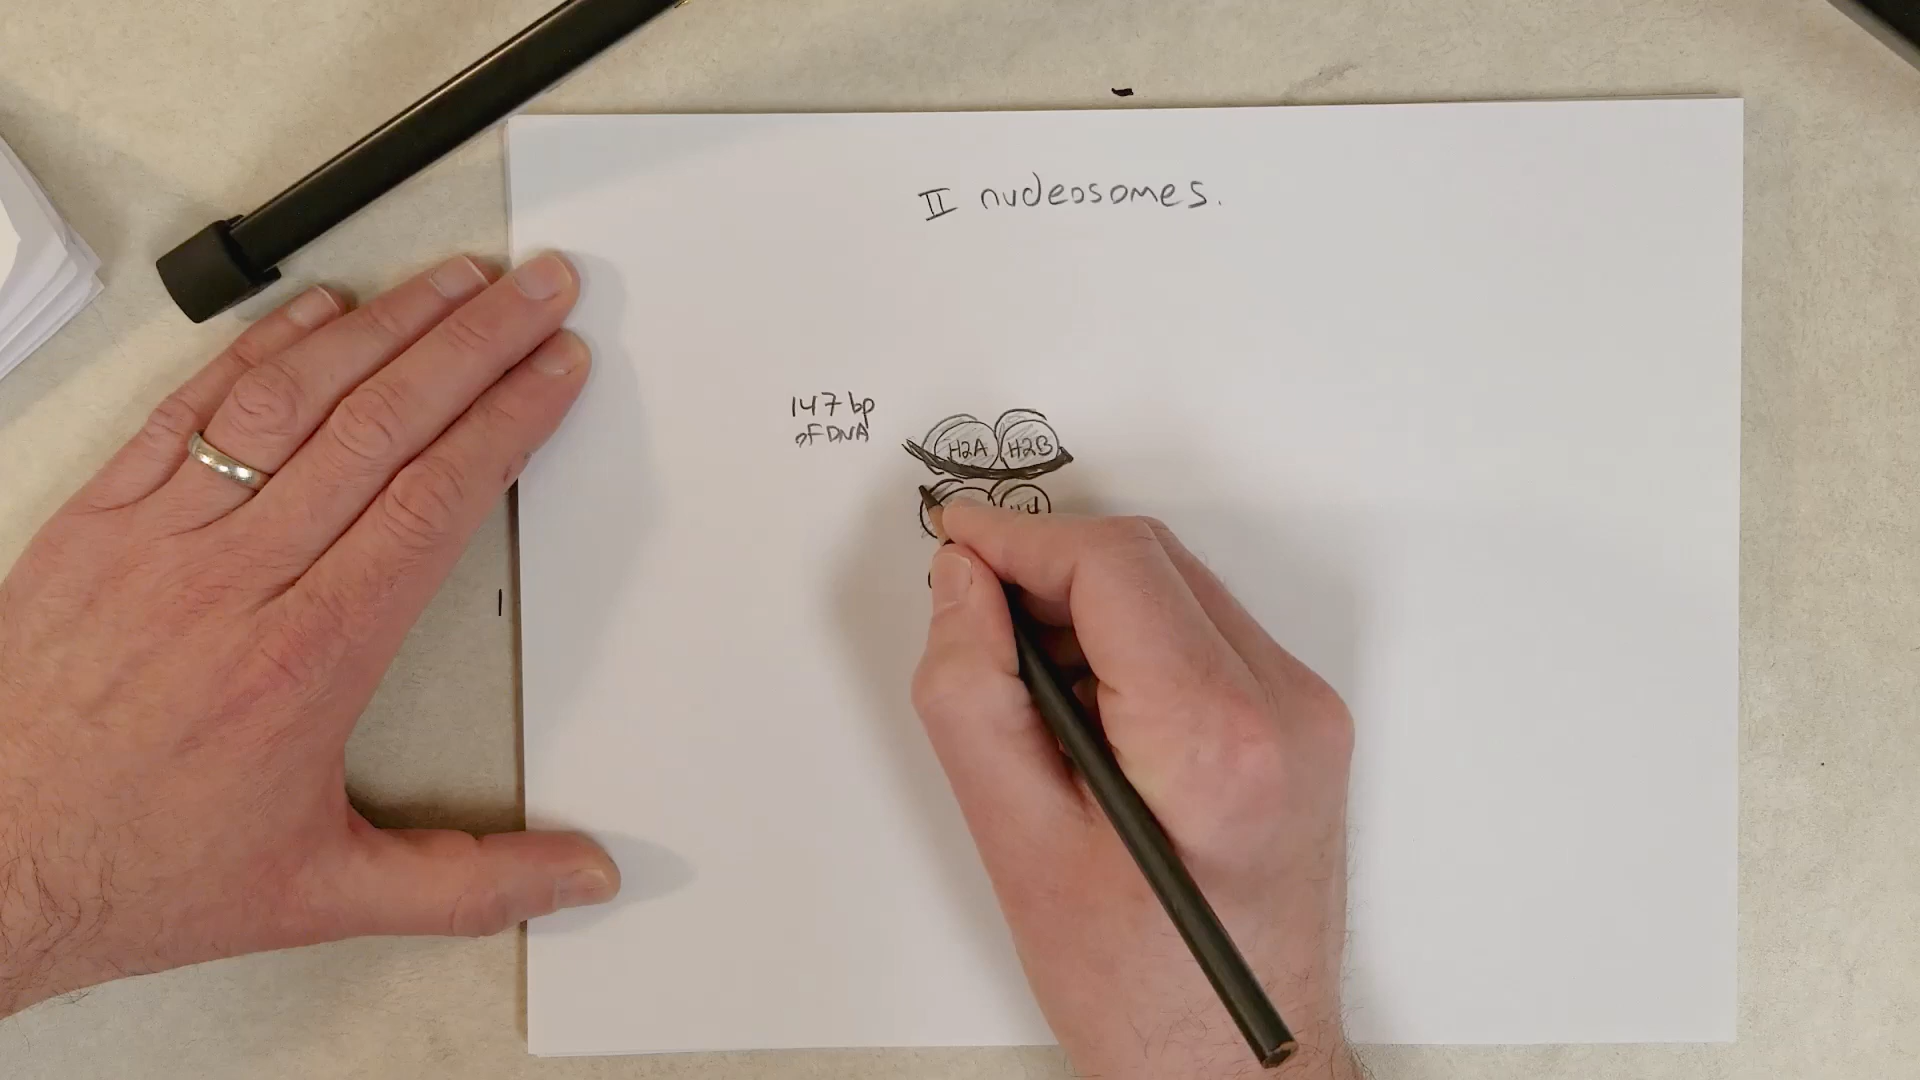 II nucleosomes.
147 bp
of DNA
H2A H2B